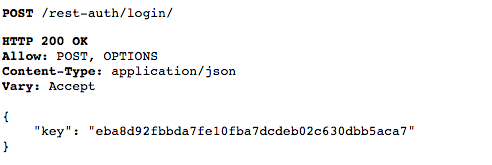 POST /rest-auth/login/
HTTP 200 OK
Allow: POST, OPTIONS
Content-Type: application/json
Vary: Accept
{
"key": "eba8d92fbbda7fe10fba7dcdeb02c630dbb5aca7"
}